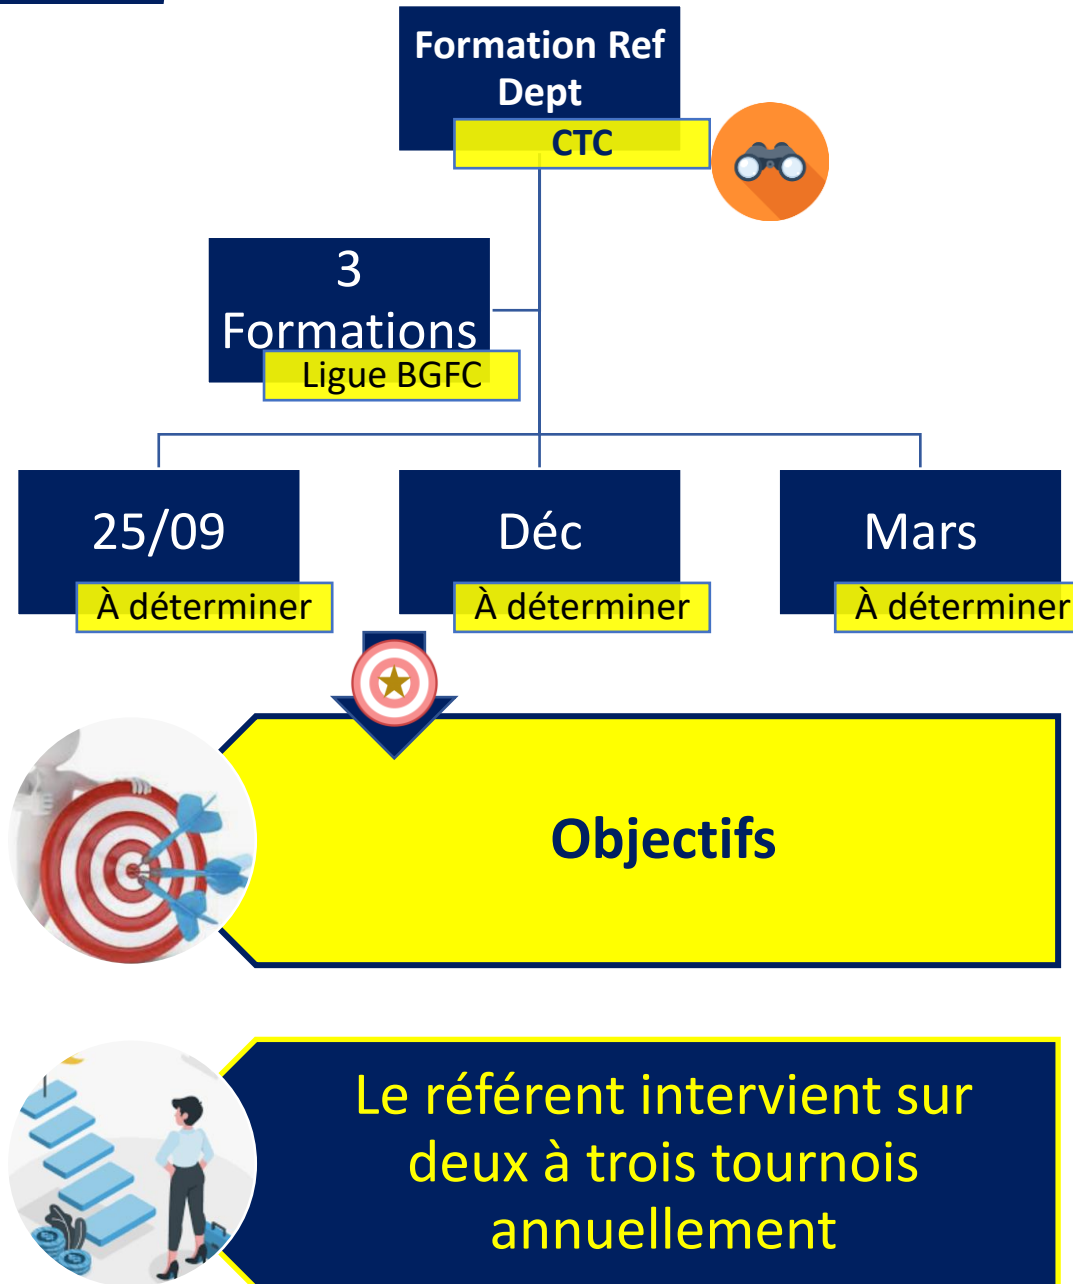 Formation Ref
Dept
CTC
3
Formations
Ligue BGFC
25/09
À déterminer
Déc
À déterminer
Mars
À déterminer
Objectifs
Le référent intervient sur
deux à trois tournois
annuellement